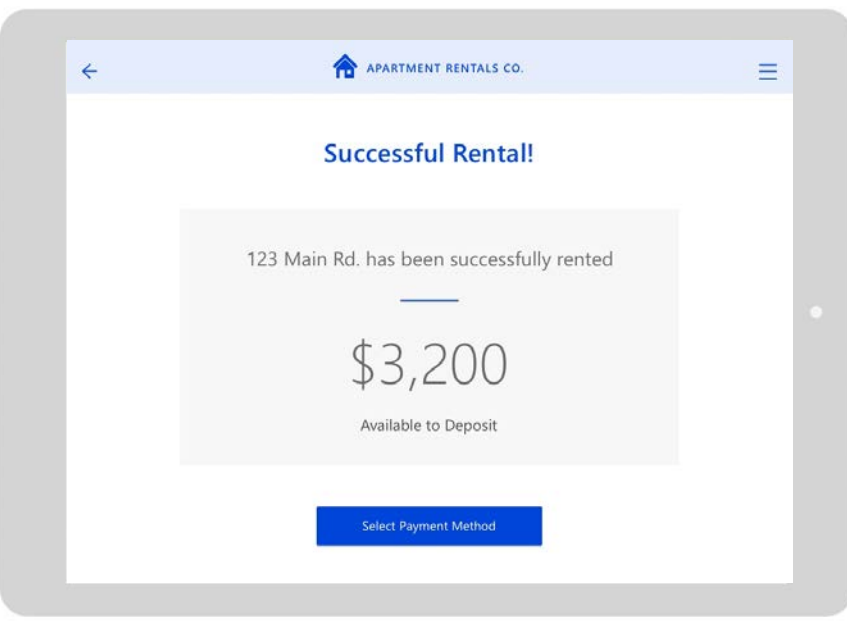 APARTMENT RENTALS CO.
Successful Rental!
123 Main Rd. has been successfully rented
$3,200
Available to Deposit
Select Payment Method